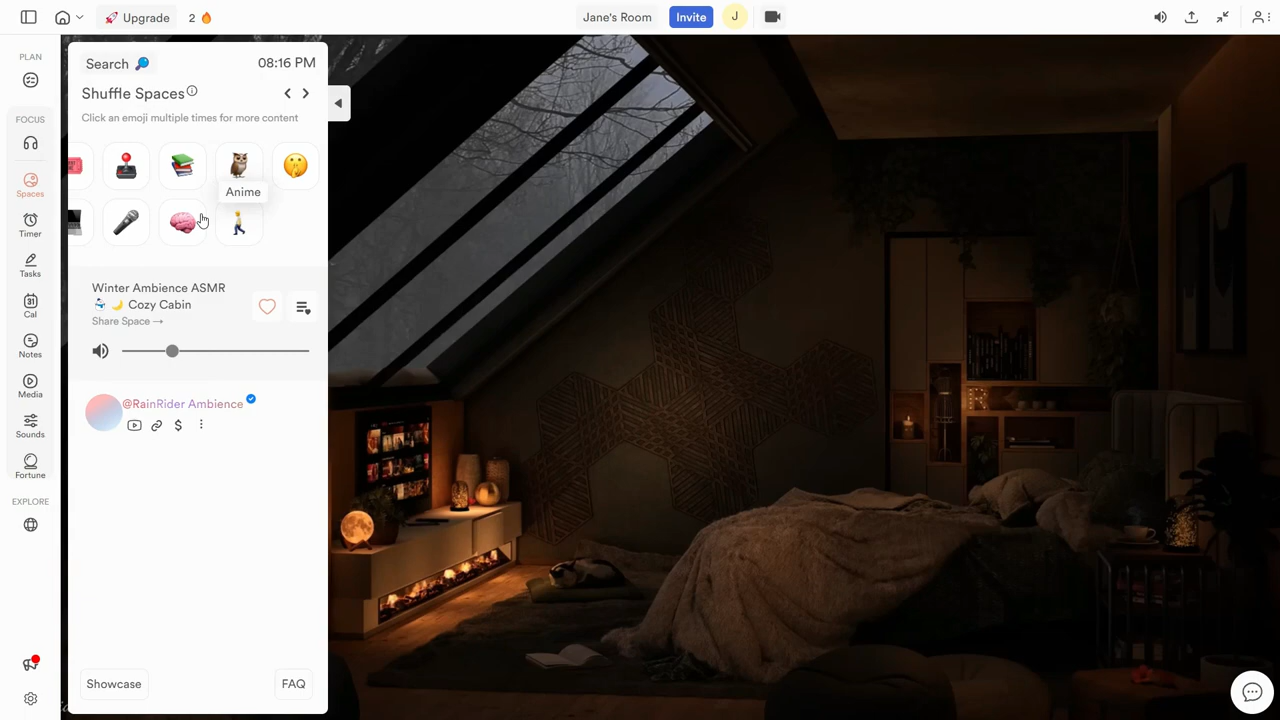 Upgrade
2
Jane's Room
Invite
J
PLAN
FOCUS
Spaces
Timer
Tasks
31
Cal
Notes
Media
Sounds
Fortune
EXPLORE
Search
08:16 PM
Shuffle Spaces
Click an emoji multiple times for more content
Anime
Winter Ambience ASMR
Cozy Cabin
Share Space →
@RainRider Ambience
$
Showcase
FAQ